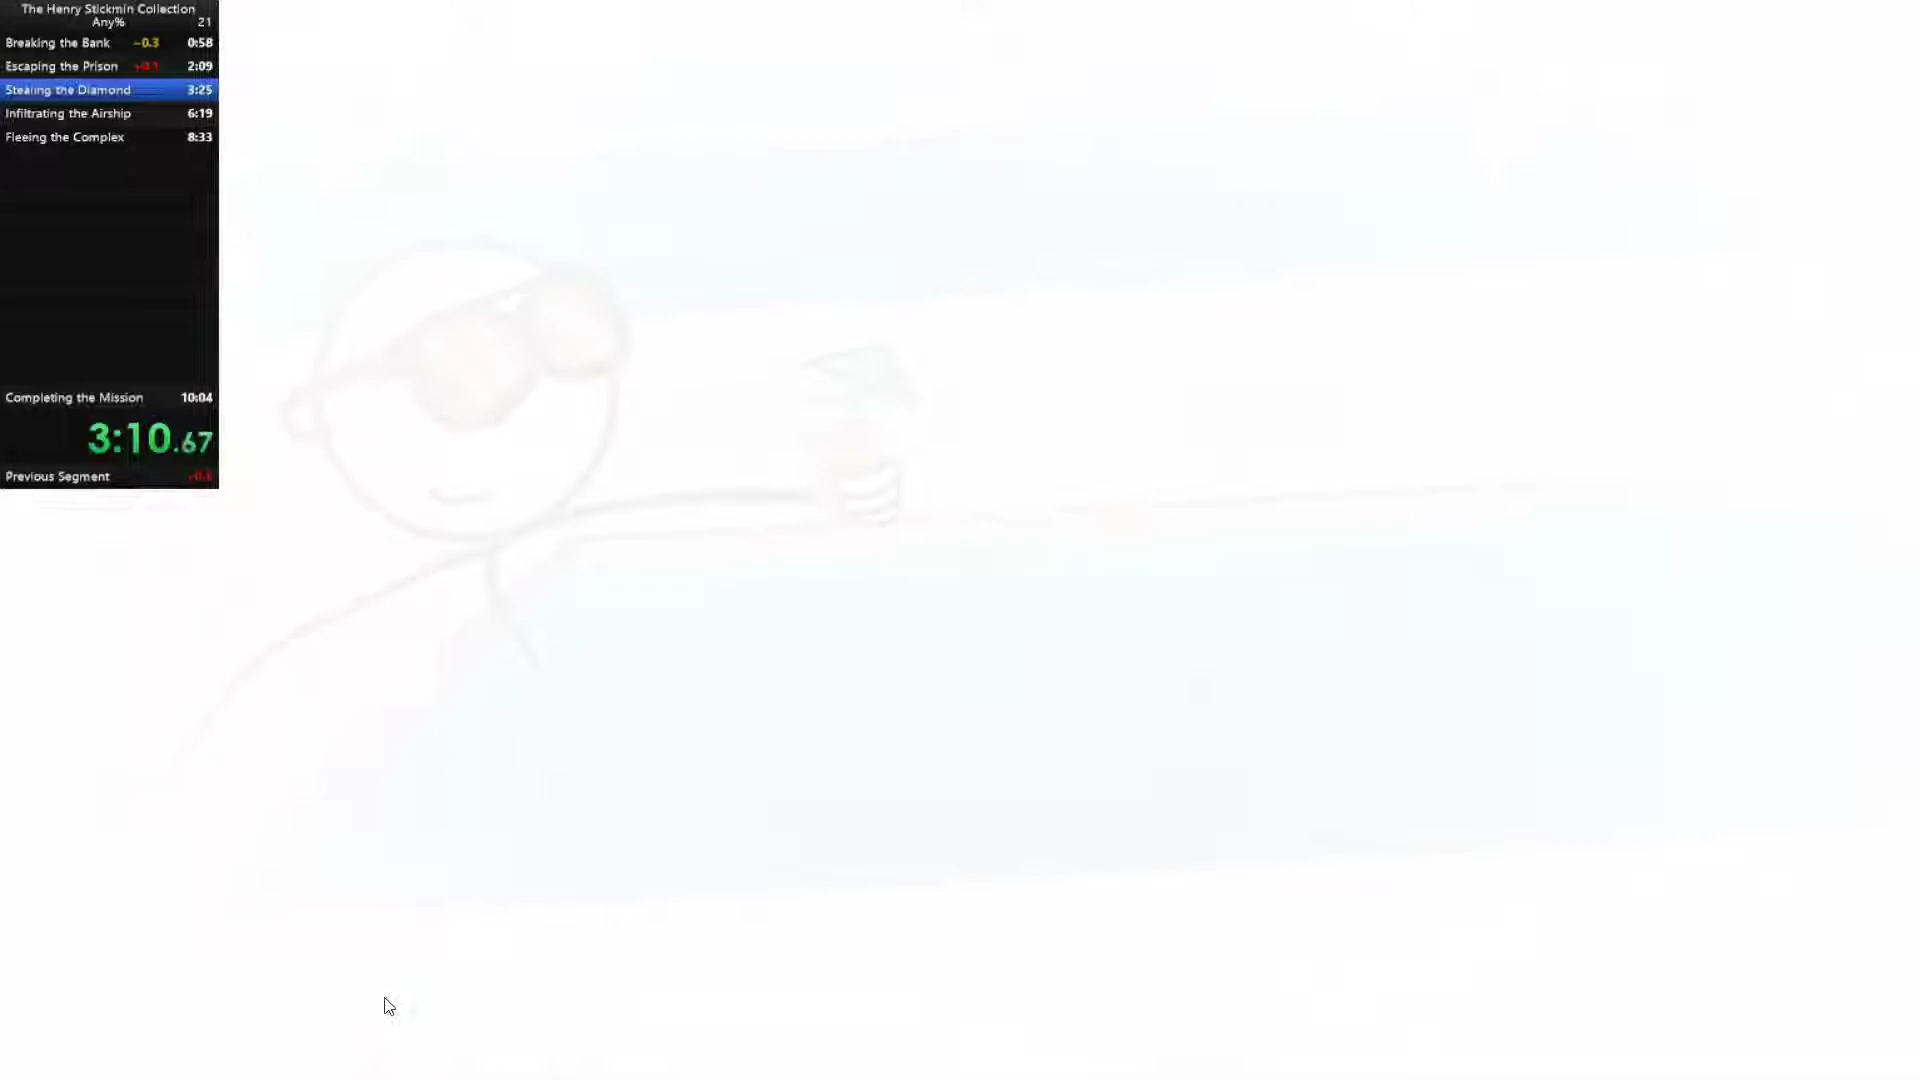 The Henry Stickmin Collection
Any% 21
Breaking the Bank −0.3 0:58
Escaping the Prison +0.1 2:09
Stealing the Diamond 3:25
Infiltrating the Airship 6:19
Fleeing the Complex 8:33
Completing the Mission 10:04
3:10.67
Previous Segment